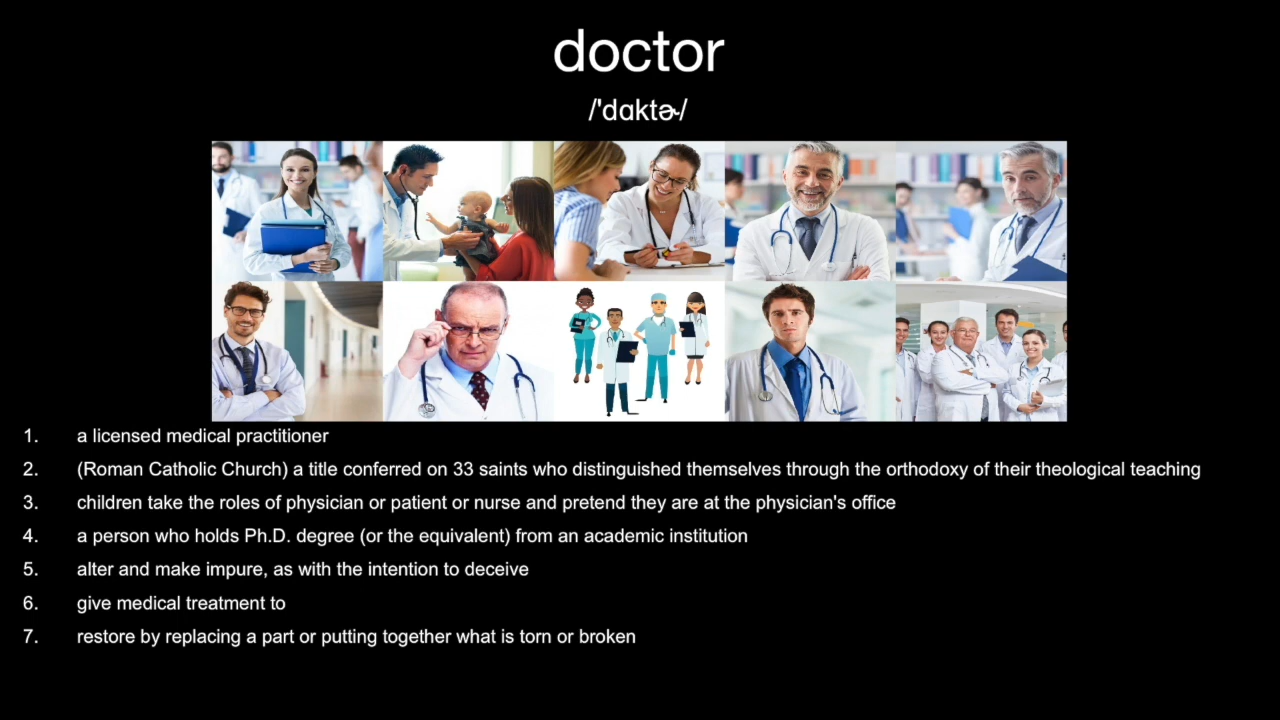 doctor
/'dɑktɚ/
1. a licensed medical practitioner
2. (Roman Catholic Church) a title conferred on 33 saints who distinguished themselves through the orthodoxy of their theological teaching
3. children take the roles of physician or patient or nurse and pretend they are at the physician's office
4. a person who holds Ph.D. degree (or the equivalent) from an academic institution
5. alter and make impure, as with the intention to deceive
6. give medical treatment to
7. restore by replacing a part or putting together what is torn or broken